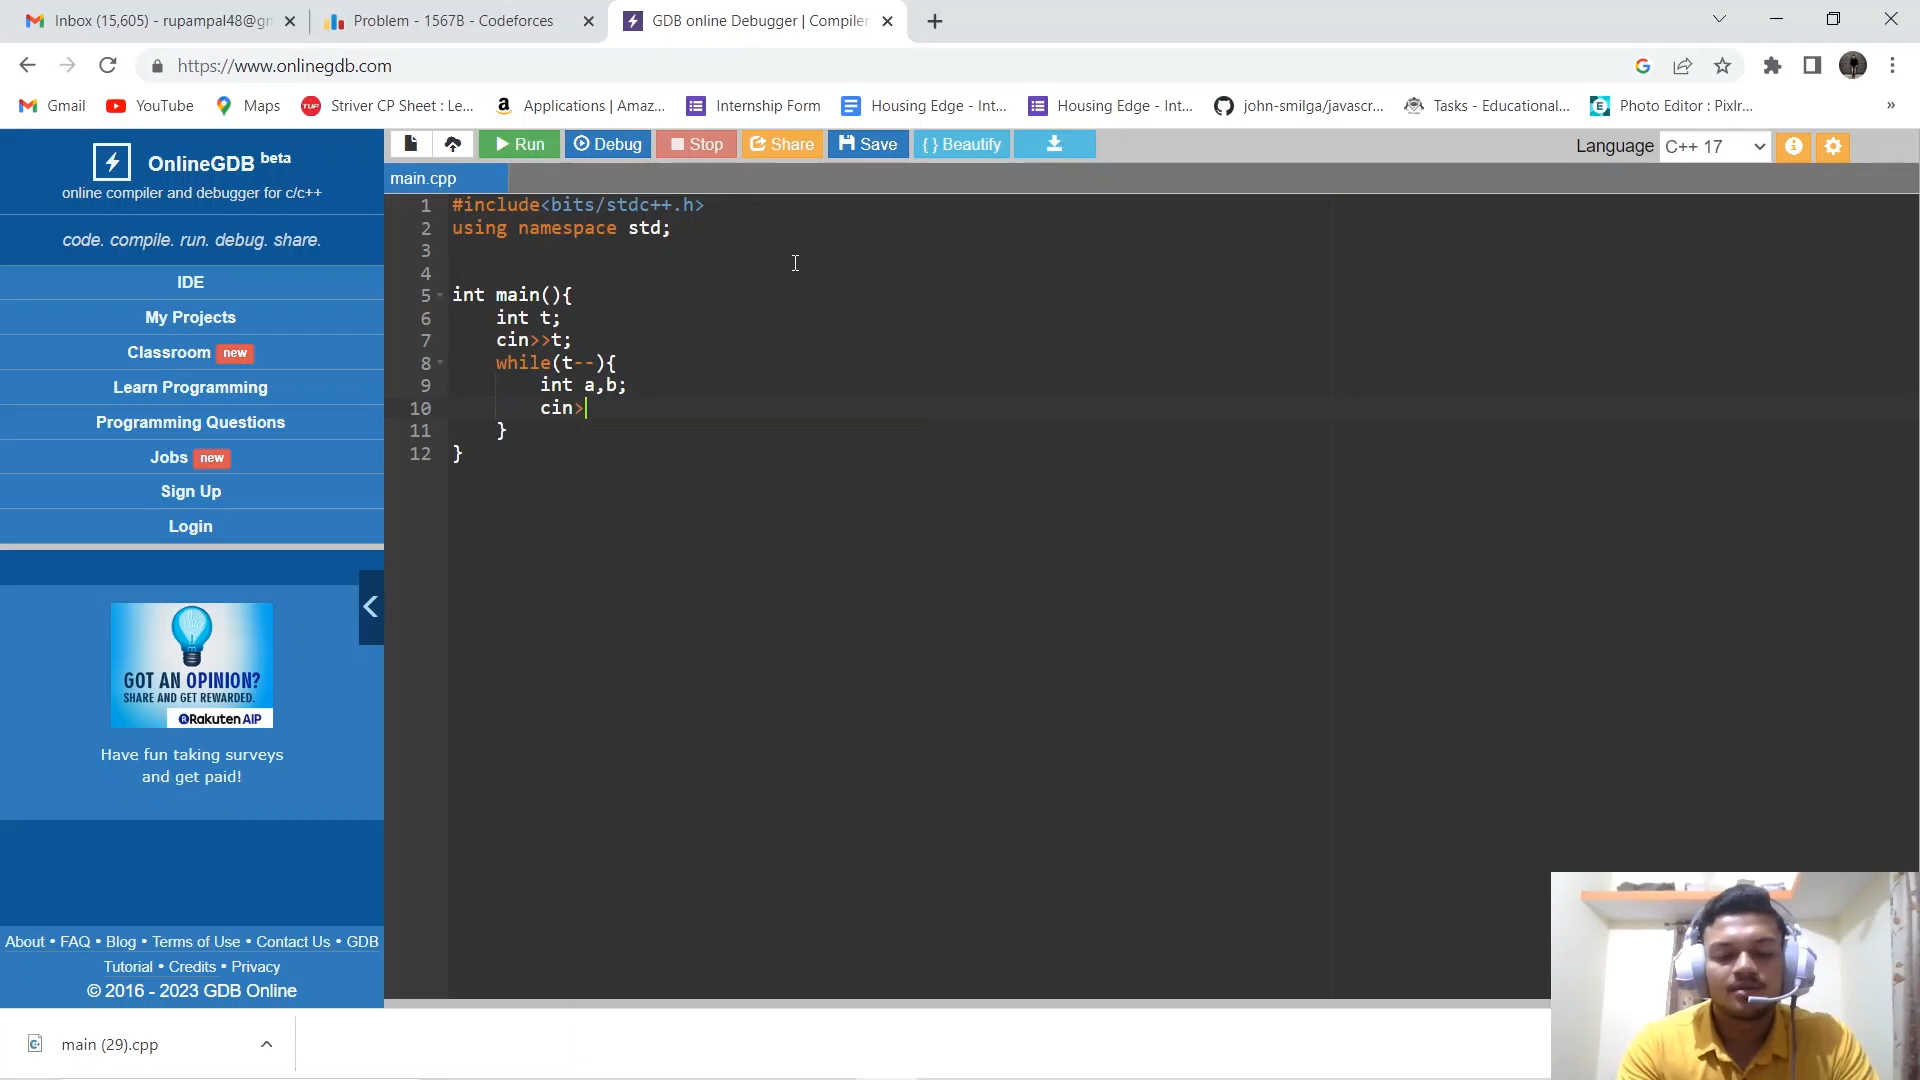 Inbox (15,605) - rupampal48@gm
Problem - 1567B - Codeforces
GDB online Debugger | Compiler
https://www.onlinegdb.com
Gmail
YouTube
Maps
TUF
Striver CP Sheet : Le...
Applications | Amaz...
Internship Form
Housing Edge - Int...
Housing Edge - Int...
john-smilga/javascr...
Tasks - Educational...
Photo Editor : Pixlr...
»
OnlineGDB beta
online compiler and debugger for c/c++
code. compile. run. debug. share.
IDE
My Projects
Classroom new
Learn Programming
Programming Questions
Jobs new
Sign Up
Login
GOT AN OPINION?
SHARE AND GET REWARDED.
Rakuten AIP
Have fun taking surveys
and get paid!
About • FAQ • Blog • Terms of Use • Contact Us • GDB
Tutorial • Credits • Privacy
© 2016 - 2023 GDB Online
Run
Debug
Stop
Share
Save
{ } Beautify
Language C++ 17
main.cpp
1 #include<bits/stdc++.h>
2 using namespace std;
3
4
5 int main(){
6 int t;
7 cin>>t;
8 while(t--){
9 int a,b;
10 cin>
11 }
12 }
main (29).cpp